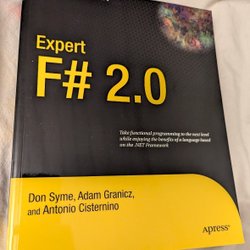 Expert
F# 2.0
Take functional programming to the next level
while enjoying the benefits of a language based
on the .NET Framework
Don Syme, Adam Granicz,
and Antonio Cisternino
Apress®